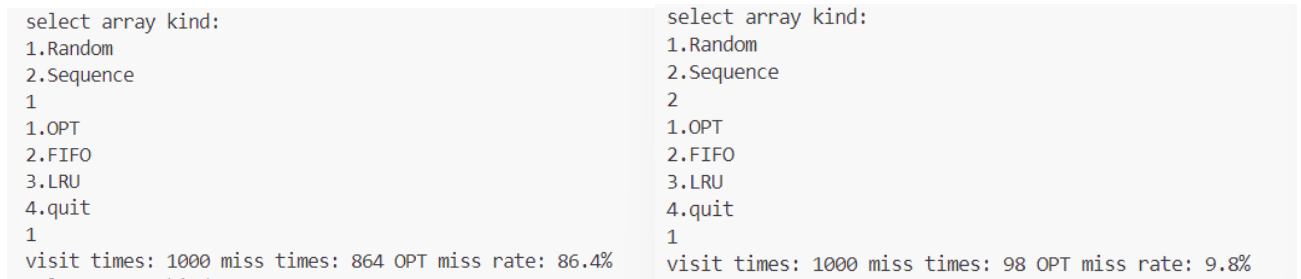 select array kind:
1.Random
2.Sequence
1
1.OPT
2.FIFO
3.LRU
4.quit
1
visit times: 1000 miss times: 864 OPT miss rate: 86.4%
select array kind:
1.Random
2.Sequence
2
1.OPT
2.FIFO
3.LRU
4.quit
1
visit times: 1000 miss times: 98 OPT miss rate: 9.8%